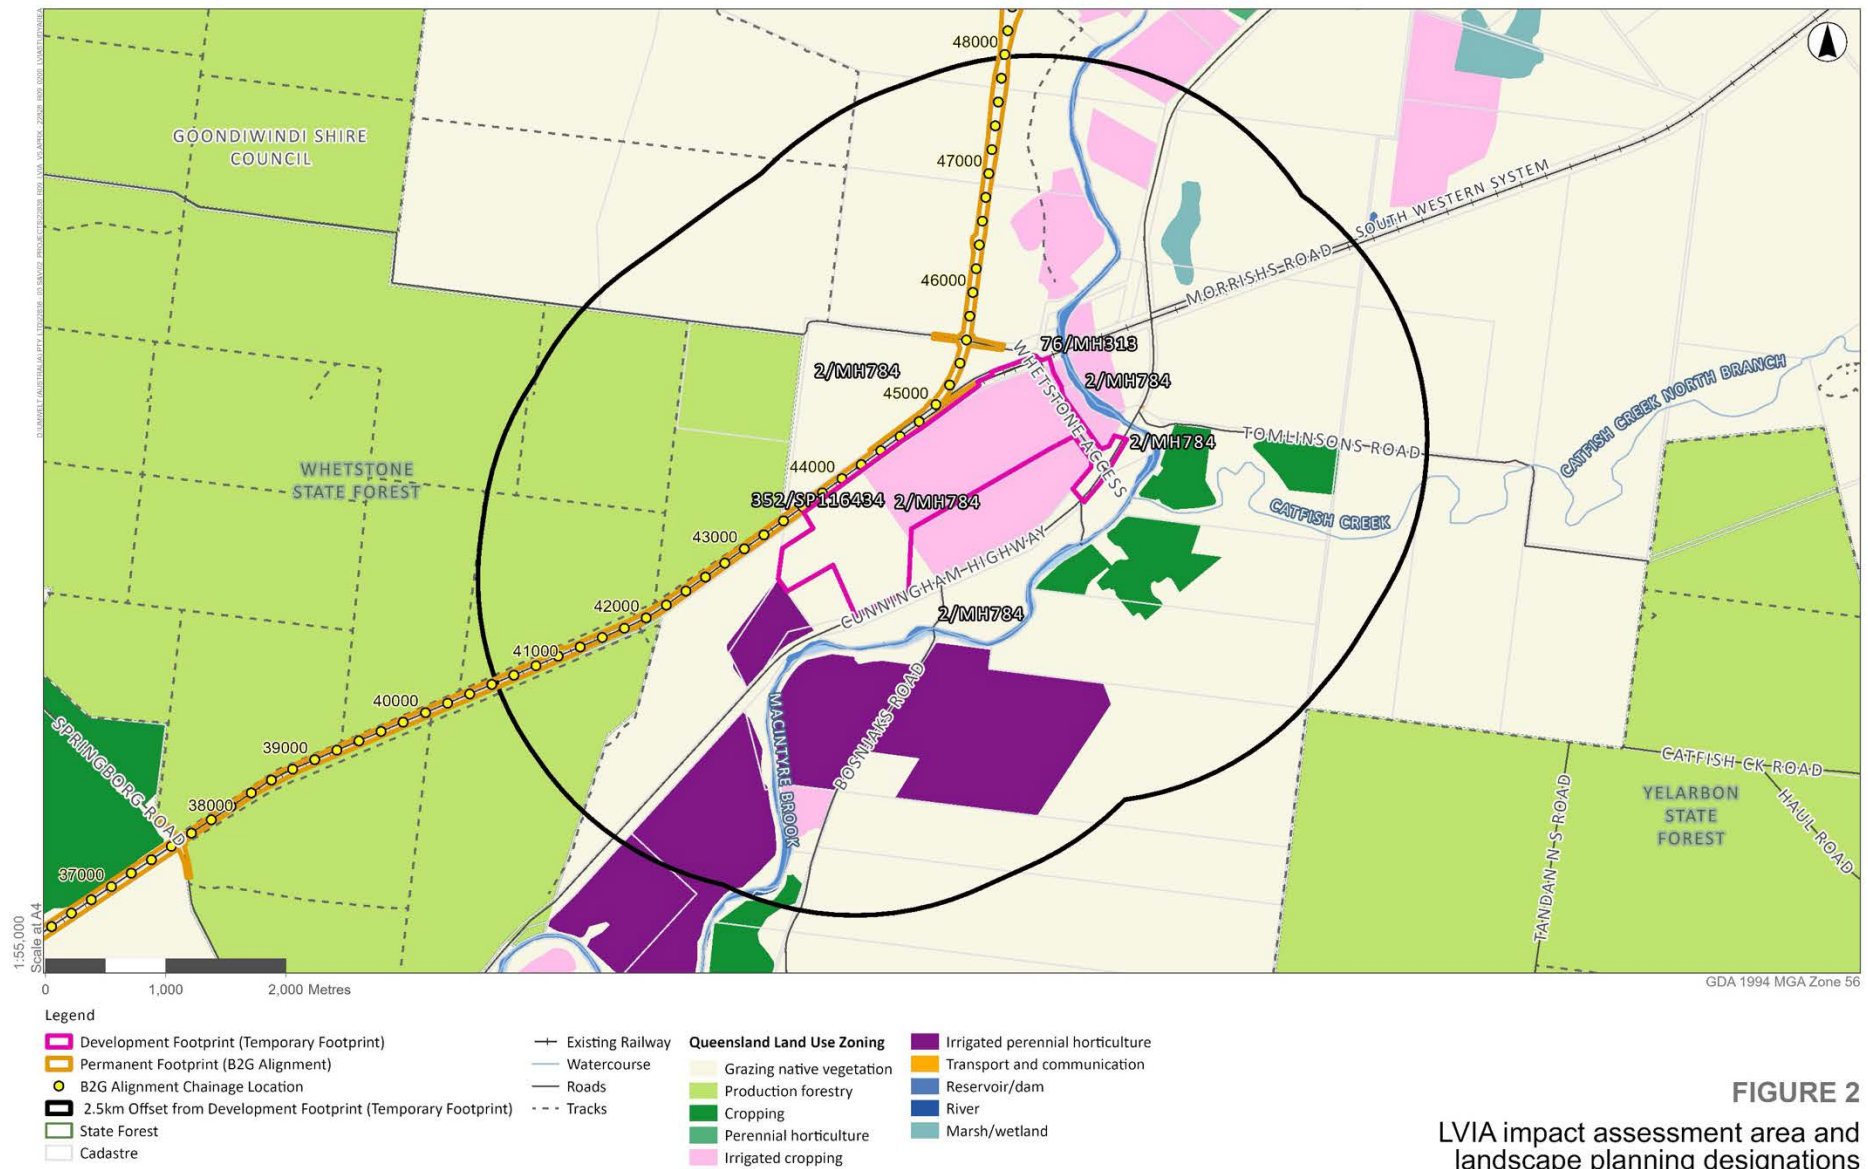 48000
GOONDIWINDI SHIRE
COUNCIL
47000
SOUTH WESTERN SYSTEM
MORRISHS ROAD
46000
76/MH313
WHETSTONE ACCESS
2/MH784
2/MH784
45000
CATFISH CREEK NORTH BRANCH
2/MH784
TOMLINSONS ROAD
WHETSTONE
STATE FOREST
44000
352/SP116434
2/MH784
CATFISH CREEK
43000
CUNNINGHAM HIGHWAY
42000
2/MH784
41000
40000
MACINTYRE BROOK
BOSNJAKS ROAD
39000
SPRINGBORG ROAD
38000
CATFISH CK ROAD
YELARBON
STATE
FOREST
HAUL ROAD
TANDAN N S ROAD
37000
1:55,000
Scale at A4
0
1,000
2,000 Metres
GDA 1994 MGA Zone 56
Legend
Development Footprint (Temporary Footprint)
Permanent Footprint (B2G Alignment)
B2G Alignment Chainage Location
2.5km Offset from Development Footprint (Temporary Footprint)
State Forest
Cadastre
Existing Railway
Watercourse
Roads
Tracks
Queensland Land Use Zoning
Grazing native vegetation
Production forestry
Cropping
Perennial horticulture
Irrigated cropping
Irrigated perennial horticulture
Transport and communication
Reservoir/dam
River
Marsh/wetland
FIGURE 2
LVIA impact assessment area and
landscape planning designations